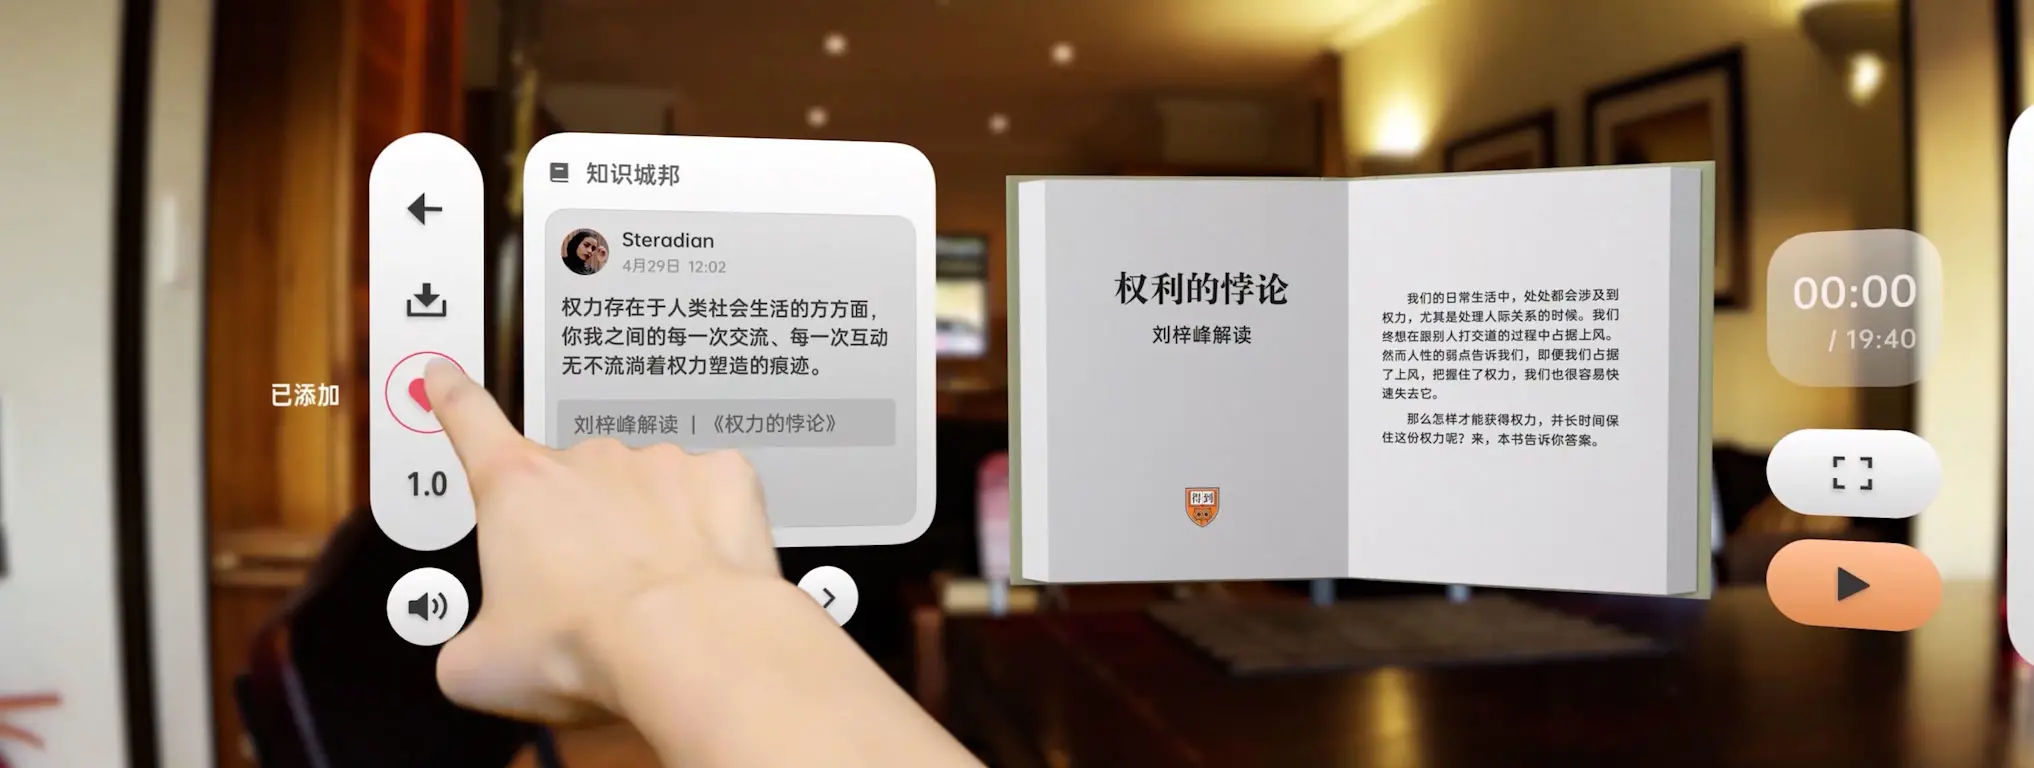 知识城邦
Steradian
4月29日 12:02
权力存在于人类社会生活的方方面，
你我之间的每一次交流、每一次互动
无不流淌着权力塑造的痕迹。
刘梓峰解读 | 《权力的悖论》
已添加
1.0
权利的悖论
刘梓峰解读
得到
我们的日常生活中，处处都会涉及到
权力，尤其是处理人际关系的时候。我们
终想在跟别人打交道的过程中占据上风。
然而人性的弱点告诉我们，即便我们占据
了上风，把握住了权力，我们也很容易快
速失去它。
那么怎样才能获得权力，并长时间保
住这份权力呢？来，本书告诉你答案。
00:00
/ 19:40